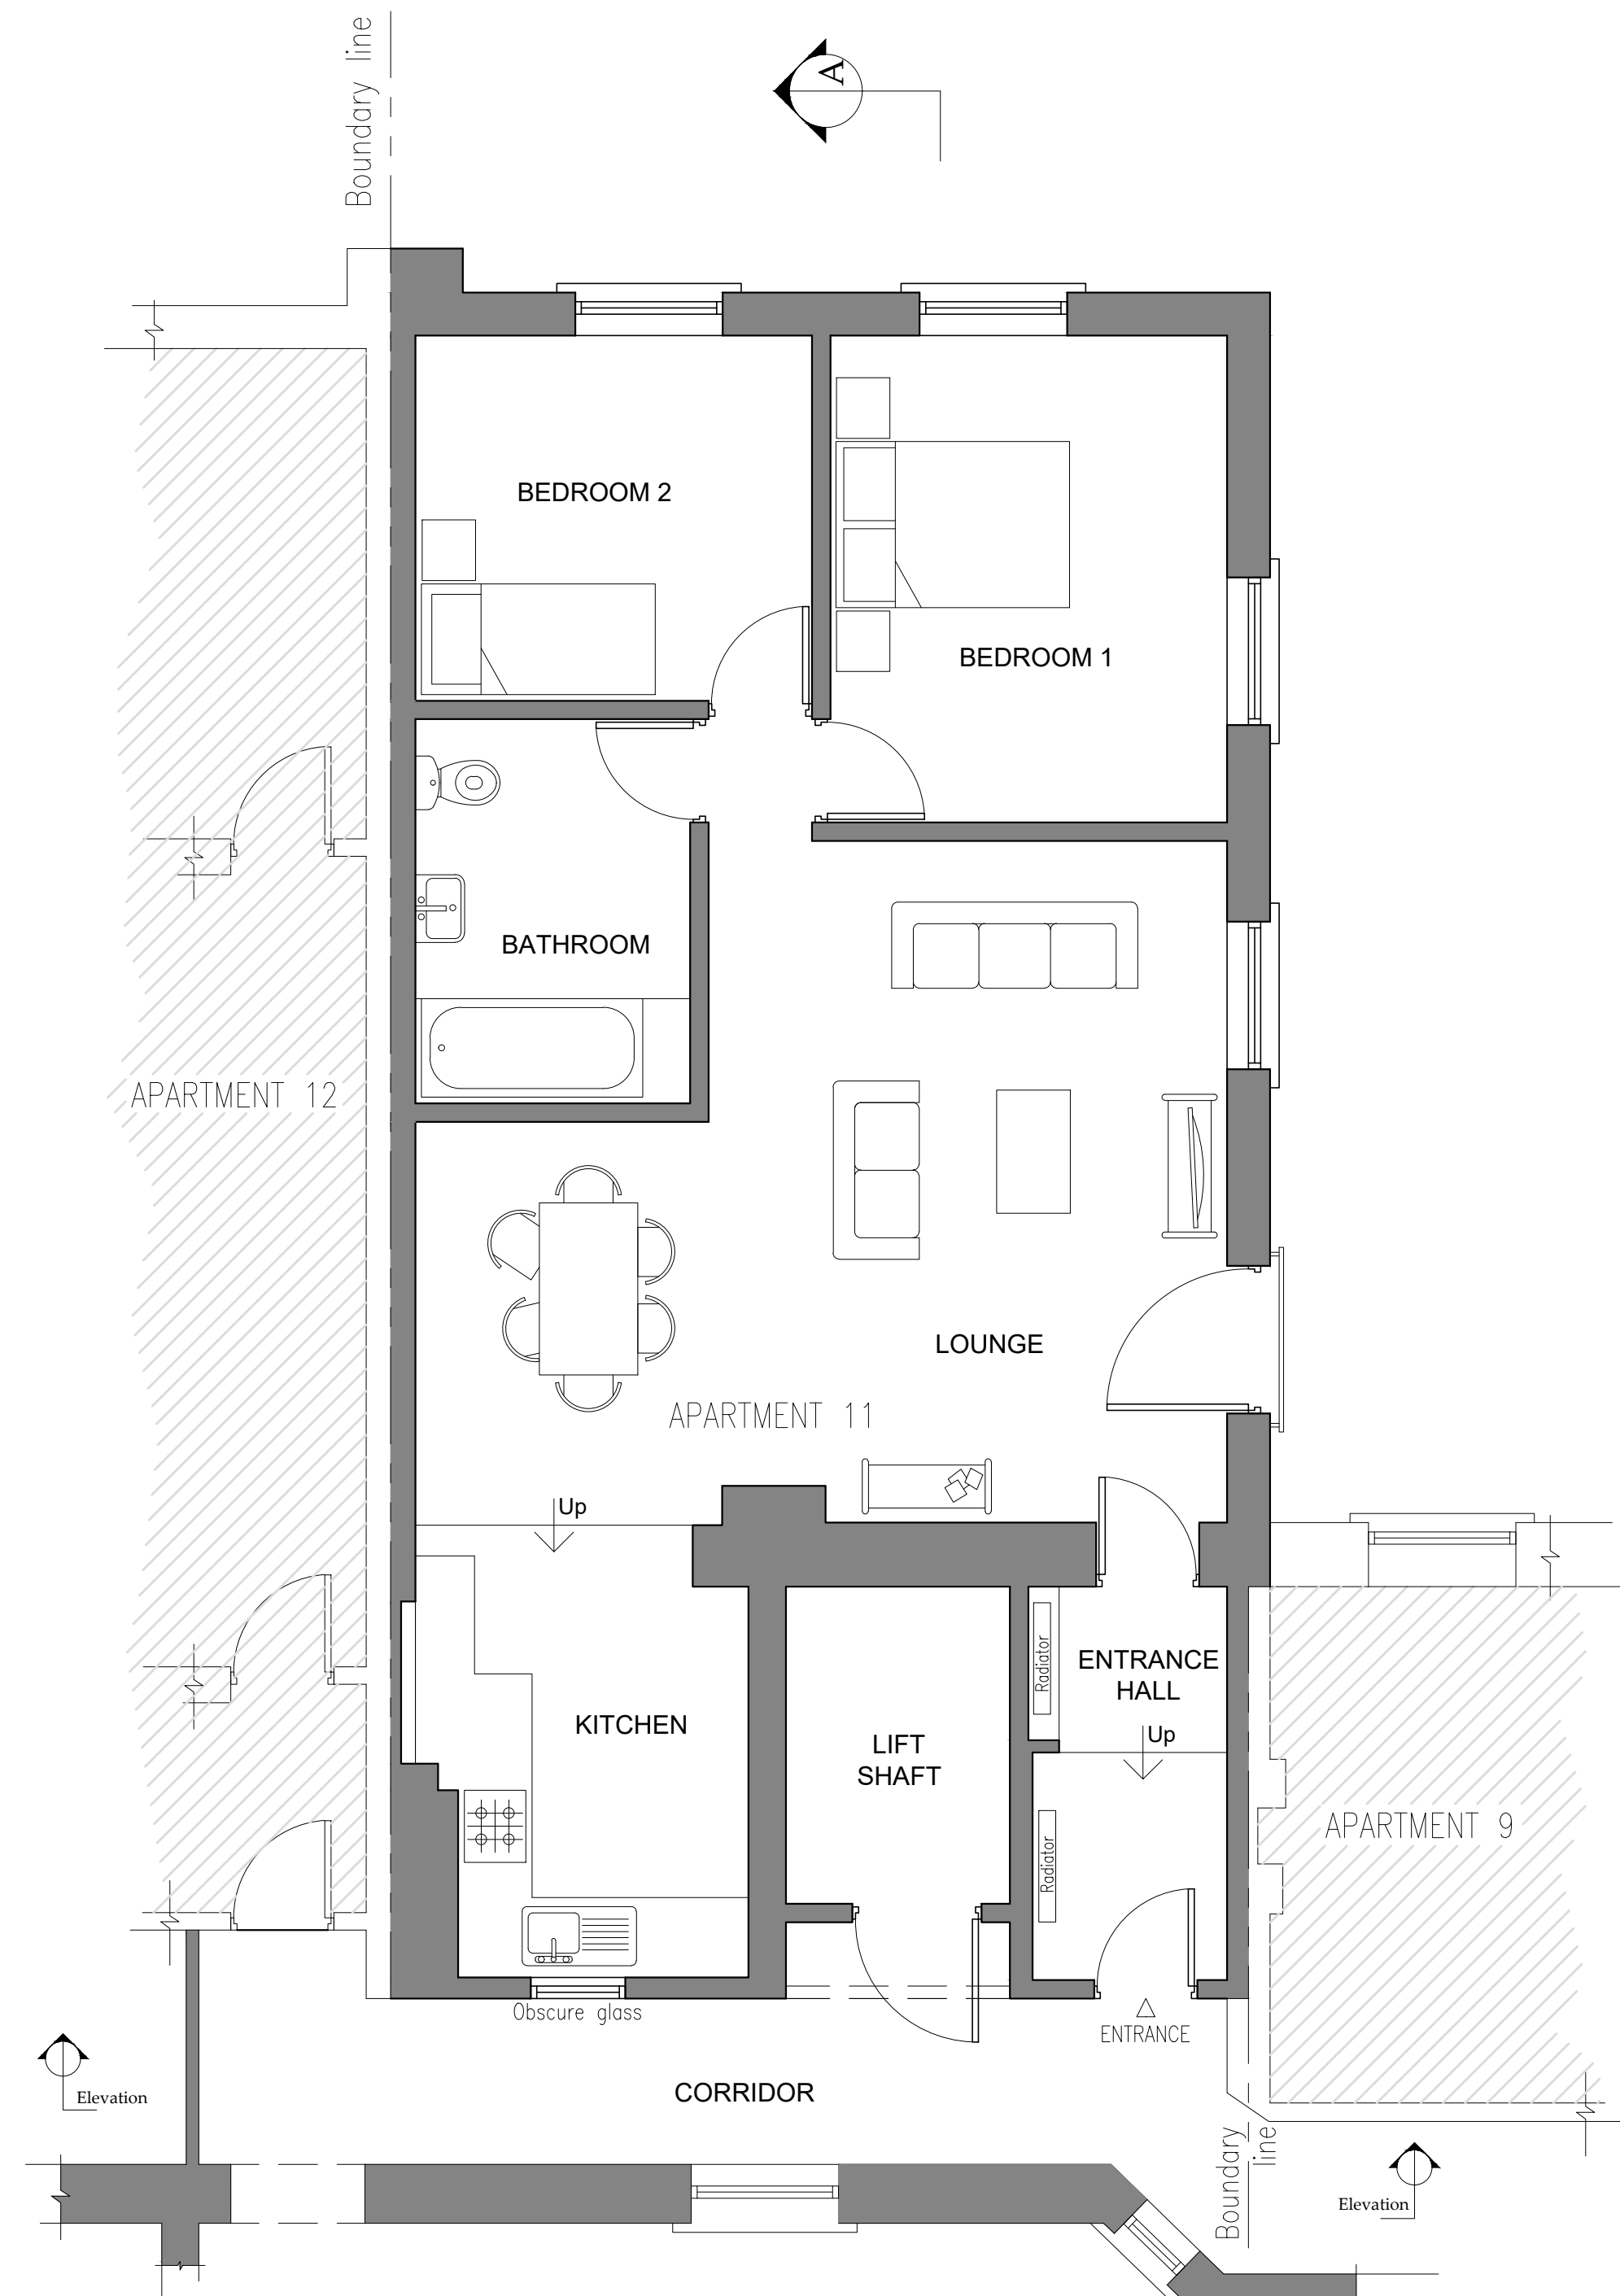 Boundary line
A
BEDROOM 2
BEDROOM 1
BATHROOM
APARTMENT 12
LOUNGE
APARTMENT 11
Up
Radiator
ENTRANCE
HALL
KITCHEN
LIFT
SHAFT
Up
Radiator
APARTMENT 9
Obscure glass
ENTRANCE
Elevation
CORRIDOR
Boundary
line
Elevation